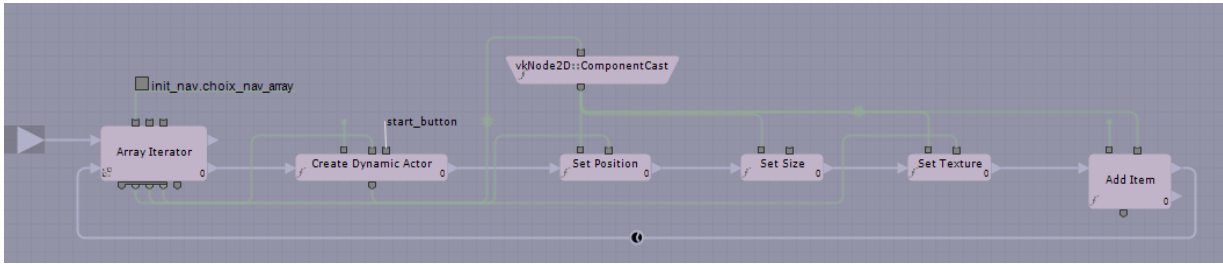 vkNode2D::ComponentCast
init_nav.choix_nav_array
start_button
Array Iterator
0
Create Dynamic Actor
0
Set Position
0
Set Size
0
Set Texture
0
Add Item
0